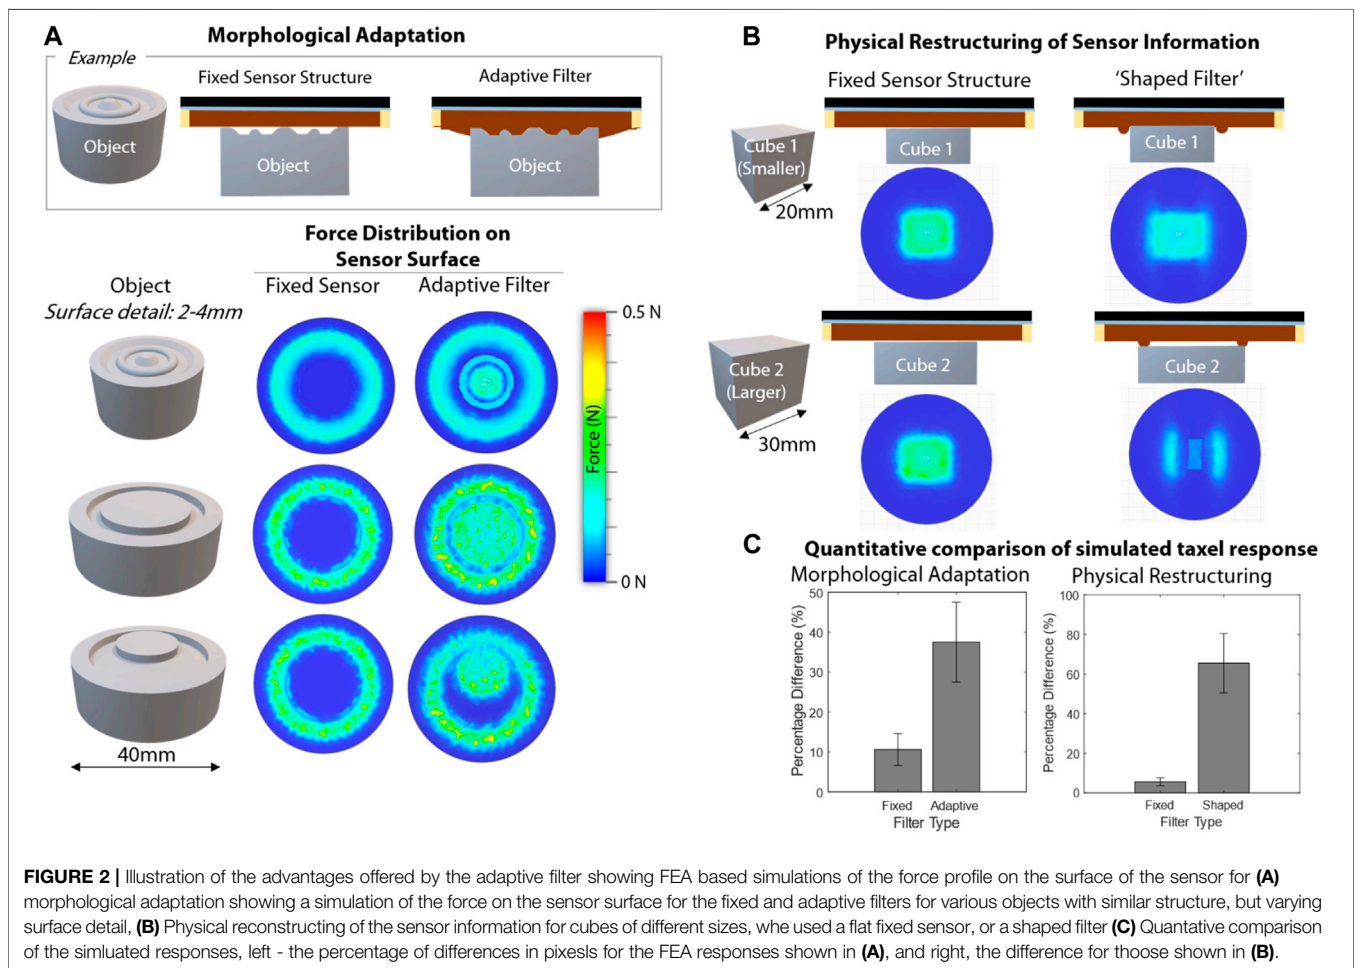 A
Morphological Adaptation
Example
Fixed Sensor Structure
Adaptive Filter
Object
Object
Object
Force Distribution on
Sensor Surface
Object
Surface detail: 2-4mm
Fixed Sensor
Adaptive Filter
0.5 N
Force (N)
0 N
40mm
B
Physical Restructuring of Sensor Information
Fixed Sensor Structure
‘Shaped Filter’
Cube 1
(Smaller)
20mm
Cube 1
Cube 1
Cube 2
(Larger)
30mm
Cube 2
Cube 2
C
Quantitative comparison of simulated taxel response
Morphological Adaptation
Physical Restructuring
Percentage Difference (%)
50
40
30
20
10
0
Fixed
Adaptive
Filter Type
Percentage Difference (%)
100
80
60
40
20
0
Fixed
Shaped
Filter Type
FIGURE 2 | Illustration of the advantages offered by the adaptive filter showing FEA based simulations of the force profile on the surface of the sensor for (A)
morphological adaptation showing a simulation of the force on the sensor surface for the fixed and adaptive filters for various objects with similar structure, but varying
surface detail, (B) Physical reconstructing of the sensor information for cubes of different sizes, whe used a flat fixed sensor, or a shaped filter (C) Quantative comparison
of the simluated responses, left - the percentage of differences in pixesls for the FEA responses shown in (A), and right, the difference for thoose shown in (B).